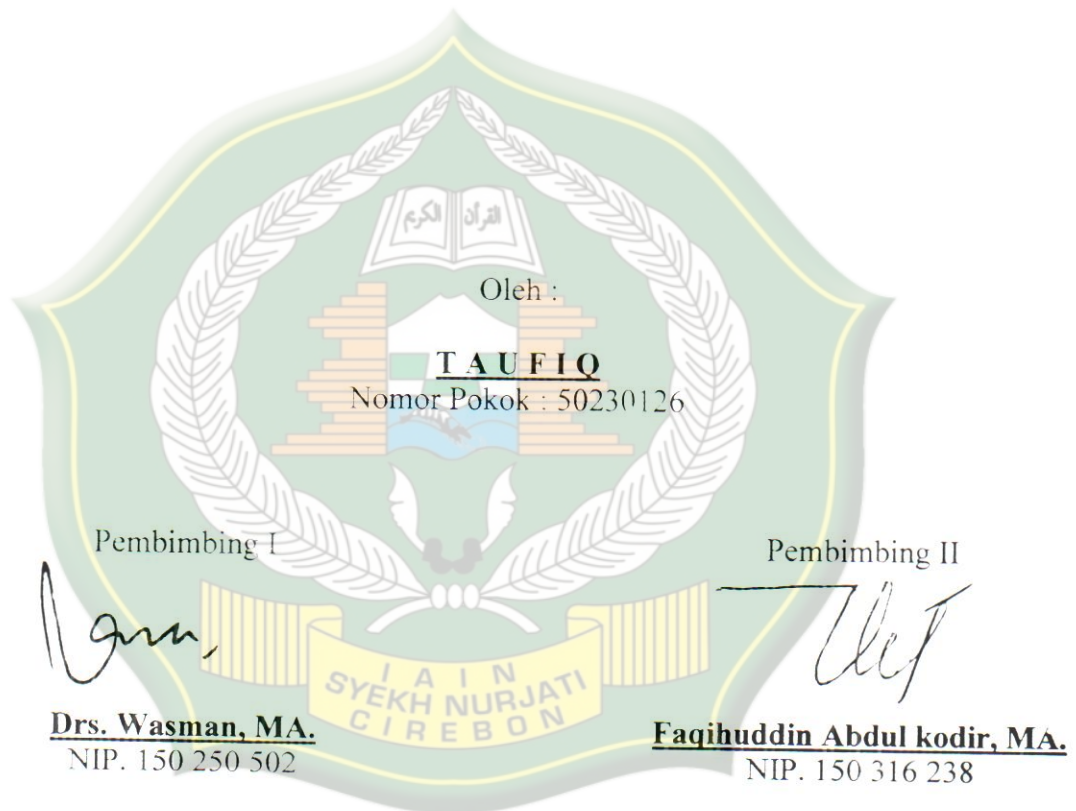 القرآن الكريم
Oleh :
T A U F I Q
Nomor Pokok : 50230126
Pembimbing I
Pembimbing II
Drs. Wasman, MA.
NIP. 150 250 502
Faqihuddin Abdul kodir, MA.
NIP. 150 316 238
I A I N
SYEKH NURJATI
CIREBON